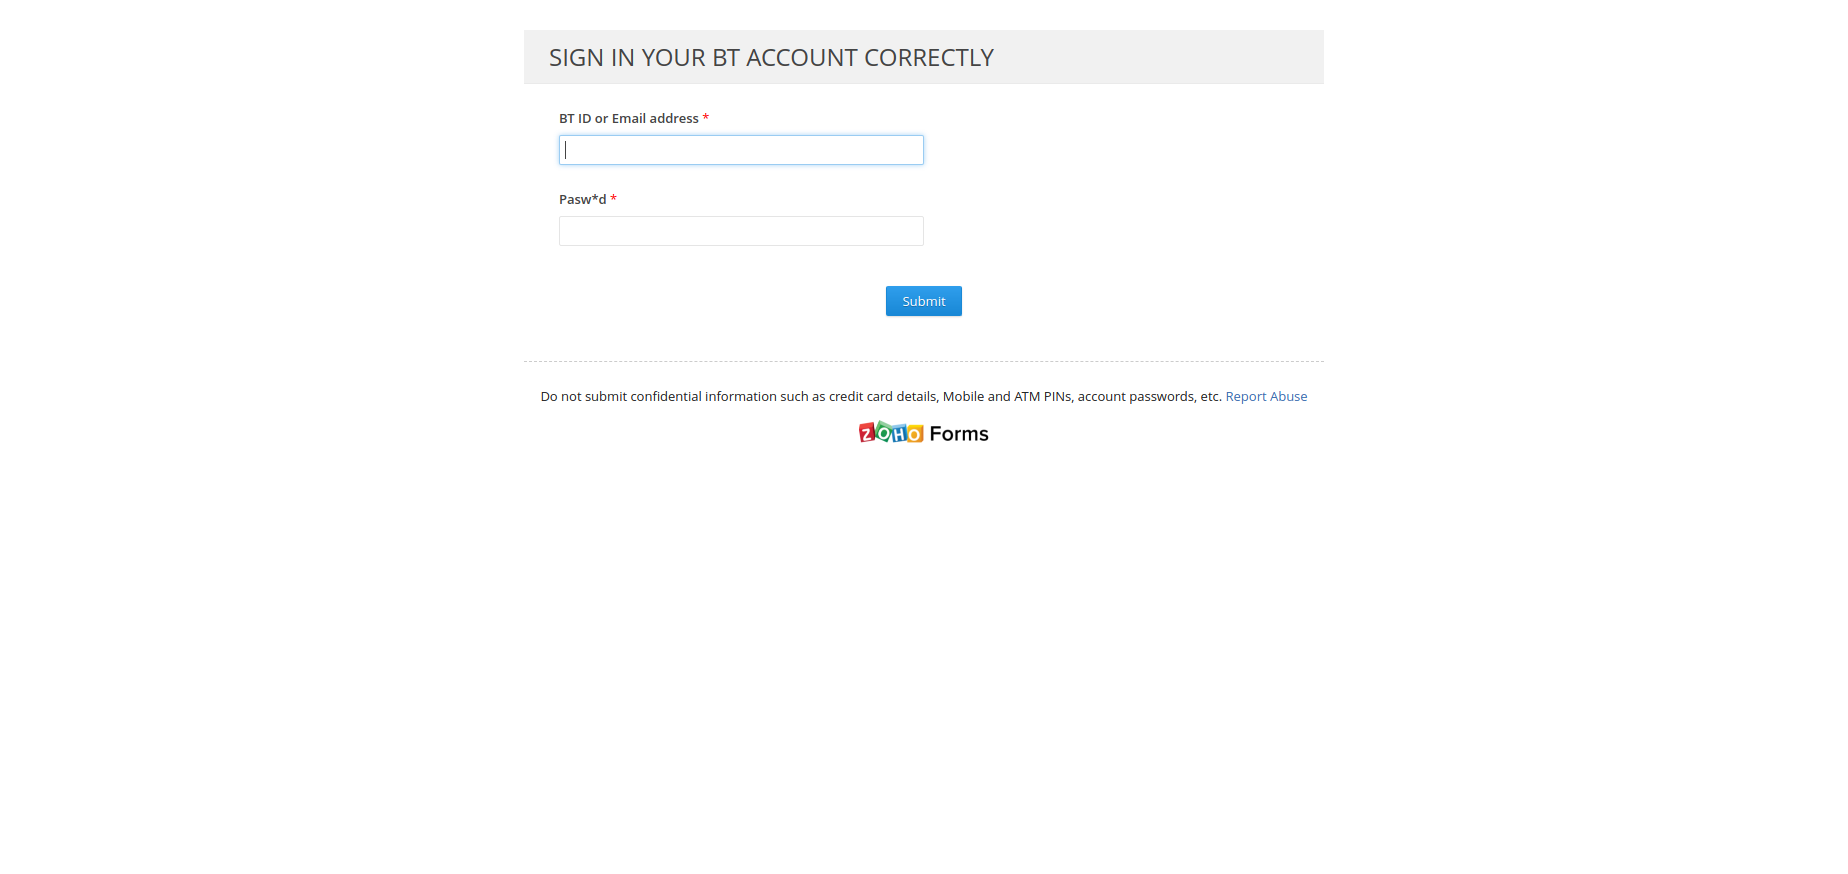 SIGN IN YOUR BT ACCOUNT CORRECTLY
BT ID or Email address *
Pasw*d *
Submit
Do not submit confidential information such as credit card details, Mobile and ATM PINs, account passwords, etc. Report Abuse
ZOHO Forms